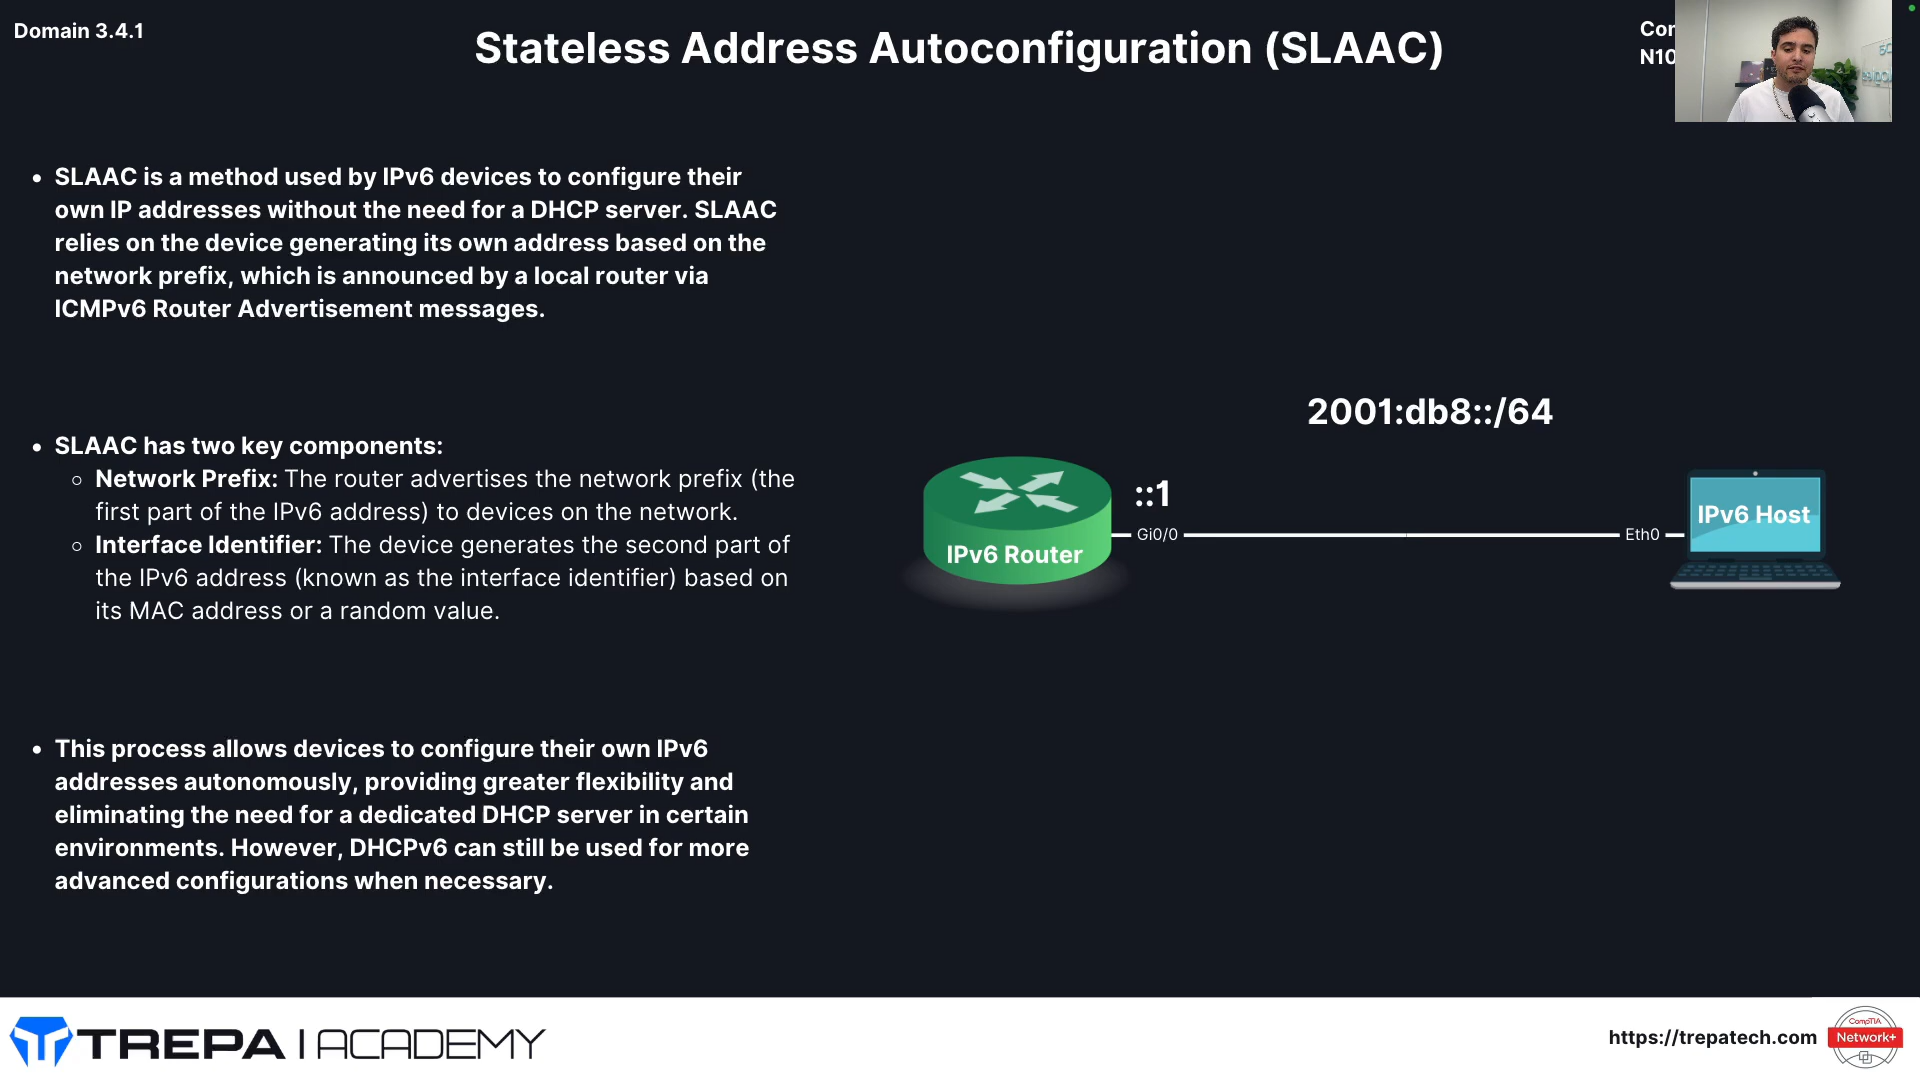 Domain 3.4.1
Stateless Address Autoconfiguration (SLAAC)
N10
• SLAAC is a method used by IPv6 devices to configure their
own IP addresses without the need for a DHCP server. SLAAC
relies on the device generating its own address based on the
network prefix, which is announced by a local router via
ICMPv6 Router Advertisement messages.
• SLAAC has two key components:
◦ Network Prefix: The router advertises the network prefix (the
first part of the IPv6 address) to devices on the network.
◦ Interface Identifier: The device generates the second part of
the IPv6 address (known as the interface identifier) based on
its MAC address or a random value.
• This process allows devices to configure their own IPv6
addresses autonomously, providing greater flexibility and
eliminating the need for a dedicated DHCP server in certain
environments. However, DHCPv6 can still be used for more
advanced configurations when necessary.
2001:db8::/64
::1
IPv6 Router
Gi0/0
Eth0
IPv6 Host
TREPA | ACADEMY
https://trepatech.com
CompTIA
Network+